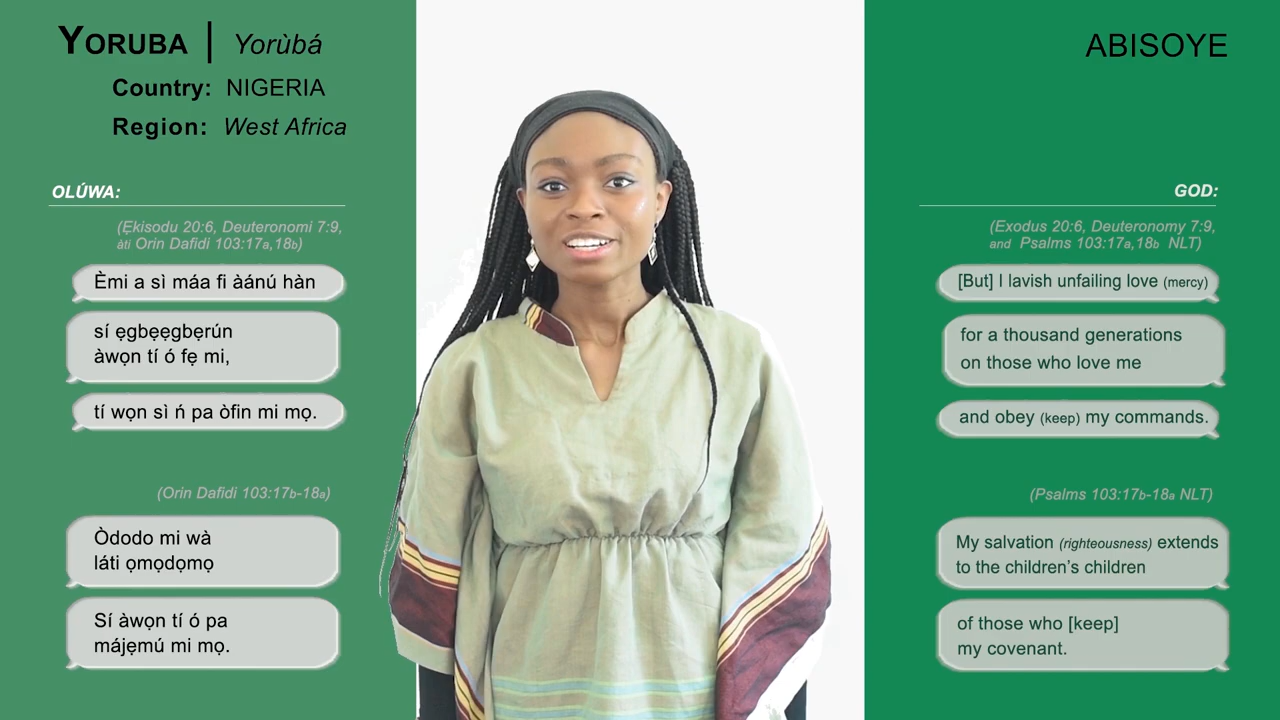 YORUBA | Yorùbá
Country: NIGERIA
Region: West Africa
OLÚWA:
(Ẹkisodu 20:6, Deuteronomi 7:9,
àti Orin Dafidi 103:17a,18b)
Èmi a sì máa fi àánú hàn
sí ẹgbẹẹgbẹrún
àwọn tí ó fẹ mi,
tí wọn sì ń pa òfin mi mọ.
(Orin Dafidi 103:17b-18a)
Òdodo mi wà
láti ọmọdọmọ
Sí àwọn tí ó pa
májẹmú mi mọ.
ABISOYE
GOD:
(Exodus 20:6, Deuteronomy 7:9,
and Psalms 103:17a,18b NLT)
[But] I lavish unfailing love (mercy)
for a thousand generations
on those who love me
and obey (keep) my commands.
(Psalms 103:17b-18a NLT)
My salvation (righteousness) extends
to the children's children
of those who [keep]
my covenant.